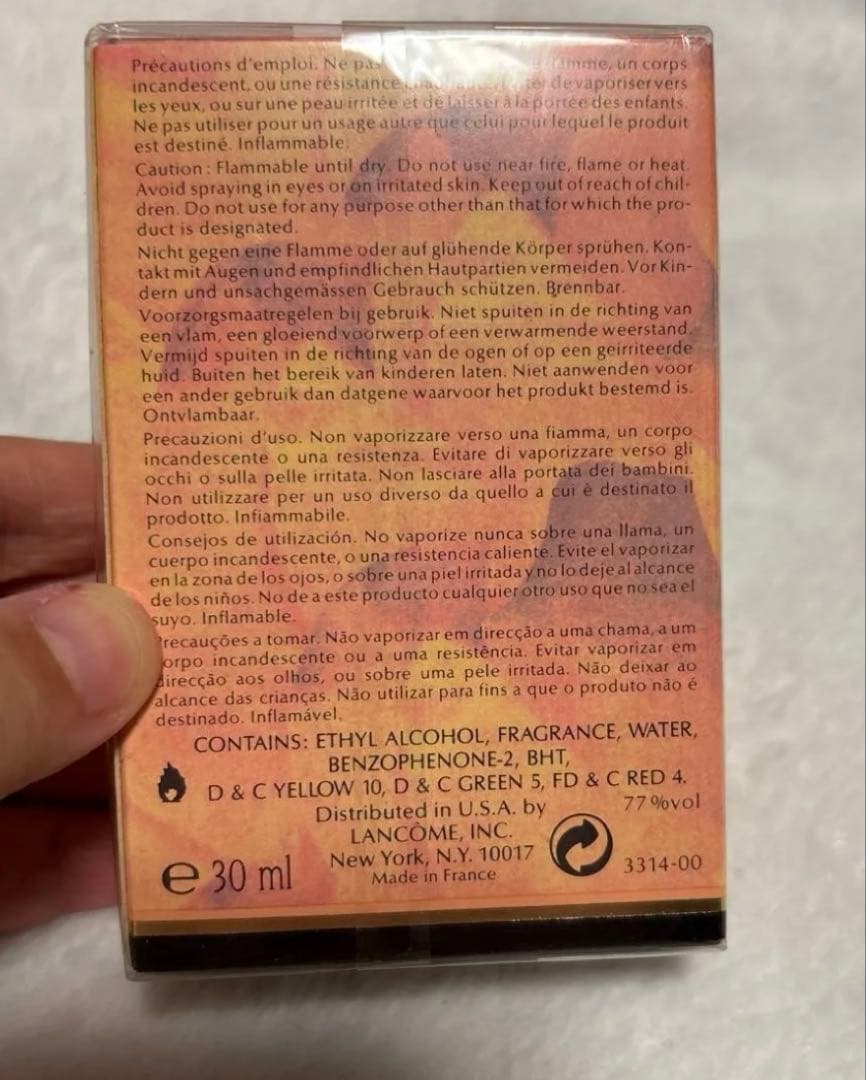 Précautions d'emploi. Ne pas flamme, un corps
incandescent, ou une résistance de vaporiser vers
les yeux, ou sur une peau irritée et de laisser à la portée des enfants.
Ne pas utiliser pour un usage autre que celui pour lequel le produit
est destiné. Inflammable.
Caution : Flammable until dry. Do not use near fire, flame or heat.
Avoid spraying in eyes or on irritated skin. Keep out of reach of chil-
dren. Do not use for any purpose other than that for which the pro-
duct is designated.
Nicht gegen eine Flamme oder auf glühende Körper sprühen. Kon-
takt mit Augen und empfindlichen Hautpartien vermeiden. Vor Kin-
dern und unsachgemässen Gebrauch schützen. Brennbar.
Voorzorgsmaatregelen bij gebruik. Niet spuiten in de richting van
een vlam, een gloeiend voorwerp of een verwarmende weerstand.
Vermijd spuiten in de richting van de ogen of op een geirriteerde
huid. Buiten het bereik van kinderen laten. Niet aanwenden voor
een ander gebruik dan datgene waarvoor het produkt bestemd is.
Ontvlambaar.
Precauzioni d'uso. Non vaporizzare verso una fiamma, un corpo
incandescente o una resistenza. Evitare di vaporizzare verso gli
occhi o sulla pelle irritata. Non lasciare alla portata dei bambini.
Non utilizzare per un uso diverso da quello a cui è destinato il
prodotto. Infiammabile.
Consejos de utilización. No vaporize nunca sobre una llama, un
cuerpo incandescente, o una resistencia caliente. Evite el vaporizar
en la zona de los ojos, o sobre una piel irritada y no lo deje al alcance
de los niños. No de a este producto cualquier otro uso que no sea el
suyo. Inflamable.
Precauções a tomar. Não vaporizar em direcção a uma chama, a um
corpo incandescente ou a uma resistência. Evitar vaporizar em
direcção aos olhos, ou sobre uma pele irritada. Não deixar ao
alcance das crianças. Não utilizar para fins a que o produto não é
destinado. Inflamável.
CONTAINS: ETHYL ALCOHOL, FRAGRANCE, WATER,
BENZOPHENONE-2, BHT,
D & C YELLOW 10, D & C GREEN 5, FD & C RED 4.
Distributed in U.S.A. by
77%vol
LANCÔME, INC.
New York, N.Y. 10017
Made in France
3314-00
e 30 ml